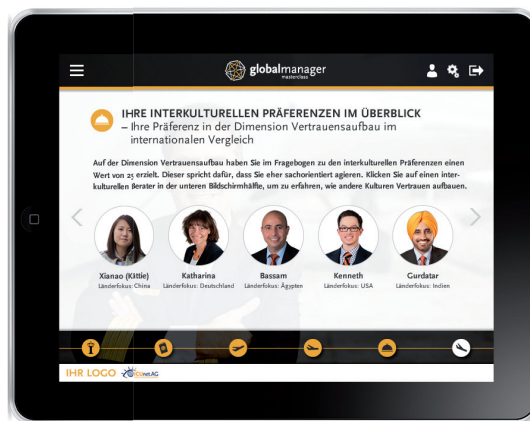 globalmanager
masterclass
IHRE INTERKULTURELLEN PRÄFERENZEN IM ÜBERBLICK
– Ihre Präferenz in der Dimension Vertrauensaufbau im
internationalen Vergleich
Auf der Dimension Vertrauensaufbau haben Sie im Fragebogen zu den interkulturellen Präferenzen einen
Wert von 25 erzielt. Dieser spricht dafür, dass Sie eher sachorientiert agieren. Klicken Sie auf einen inter-
kulturellen Berater in der unteren Bildschirmhälfte, um zu erfahren, wie andere Kulturen Vertrauen aufbauen.
Xianao (Kättie)
Länderfokus: China
Katharina
Länderfokus: Deutschland
Bassam
Länderfokus: Ägypten
Kenneth
Länderfokus: USA
Gurdatar
Länderfokus: Indien
IHR LOGO ICUnet.AG